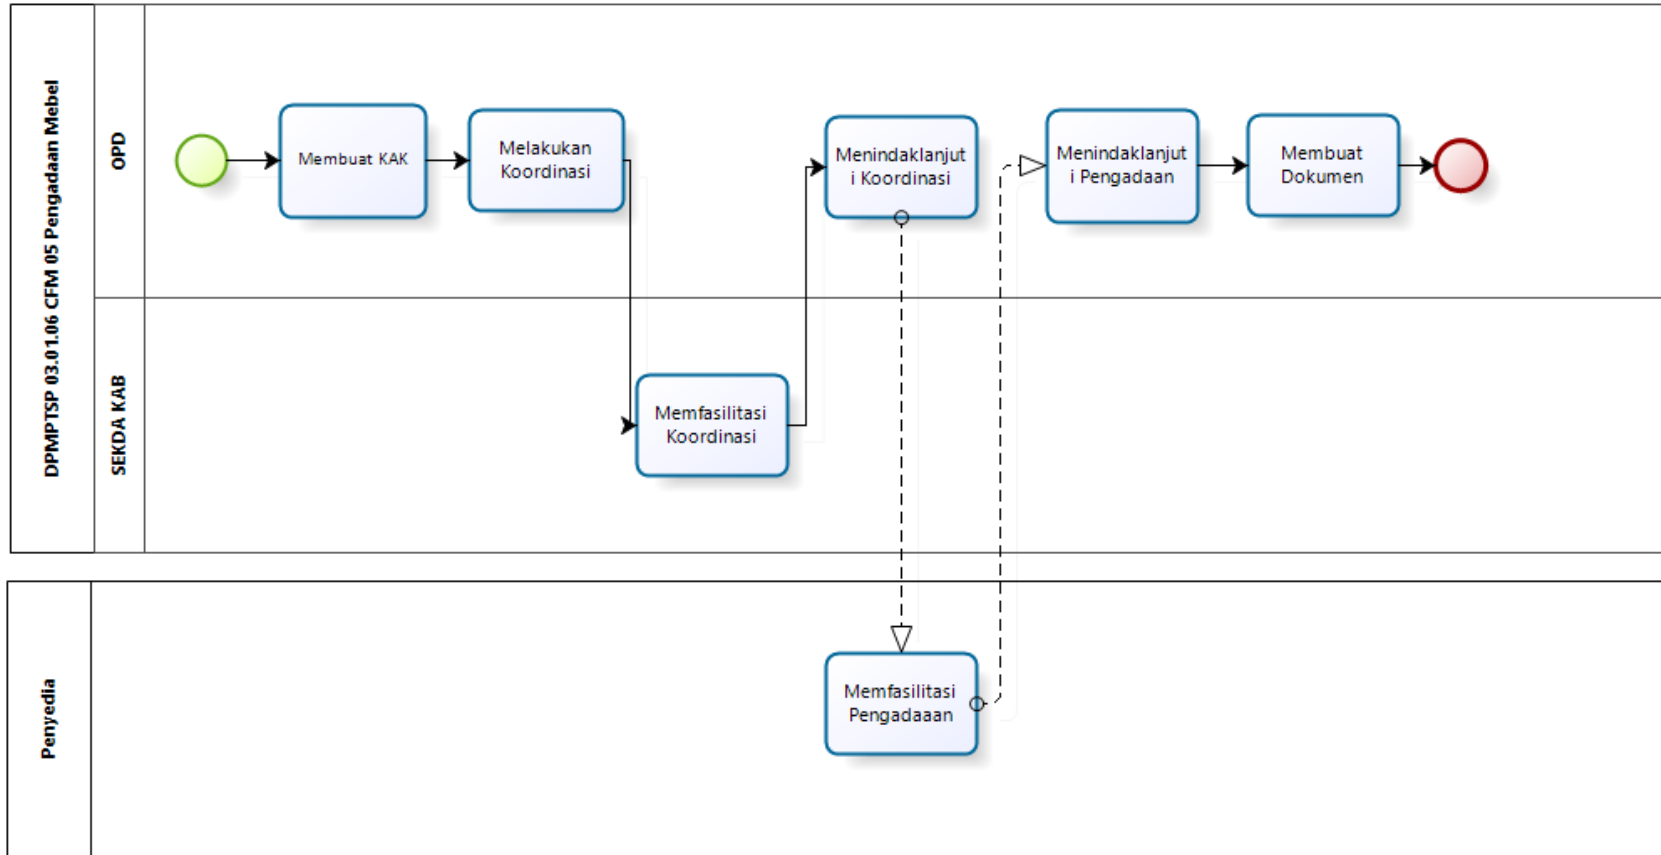 DPMPTSP 03.01.06 CFM 05 Pengadaan Mebel
OPD
Membuat KAK
Melakukan
Koordinasi
Menindaklanjut
i Koordinasi
Menindaklanjut
i Pengadaan
Membuat
Dokumen
SEKDA KAB
Memfasilitasi
Koordinasi
Penyedia
Memfasilitasi
Pengadaaan